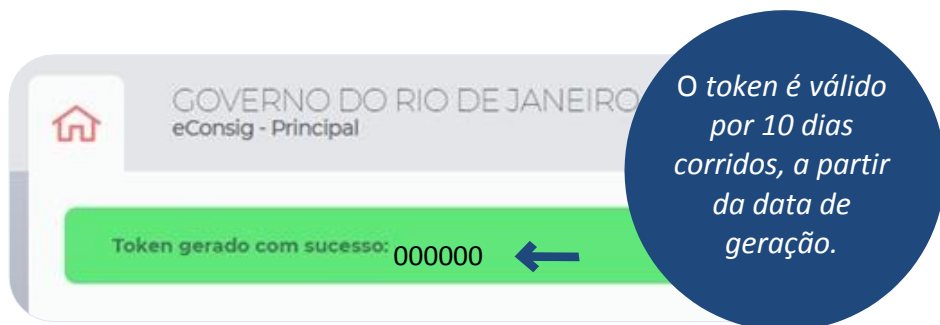 GOVERNO DO RIO DE JANEIRO
eConsig - Principal
Token gerado com sucesso: 000000
O token é válido
por 10 dias
corridos, a partir
da data de
geração.